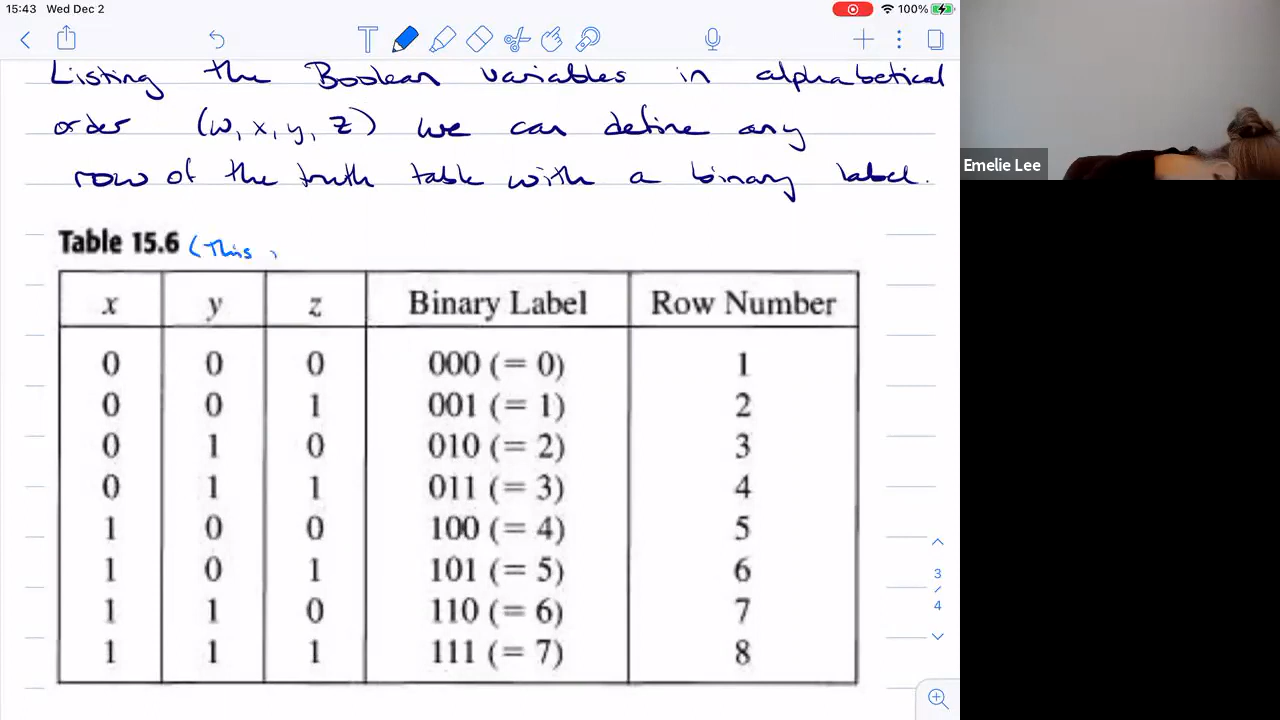 15:43 Wed Dec 2
100%
Listing the Boolean variables in alphabetical
order (w, x, y, z) we can define any
row of the truth table with a binary label.
Emelie Lee
Table 15.6 (This
x y z Binary Label Row Number
0 0 0 000 (= 0) 1
0 0 1 001 (= 1) 2
0 1 0 010 (= 2) 3
0 1 1 011 (= 3) 4
1 0 0 100 (= 4) 5
1 0 1 101 (= 5) 6
1 1 0 110 (= 6) 7
1 1 1 111 (= 7) 8
3
/
4